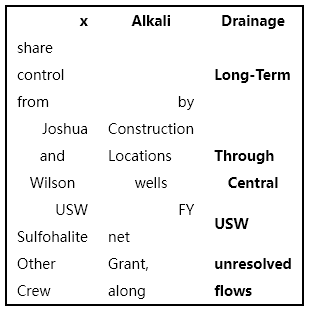 x Alkali Drainage
share
control Long-Term
from by
Joshua Construction
and Locations Through
Wilson wells Central
USW FY
USW
Sulfohalite net
Other Grant, unresolved
Crew along flows